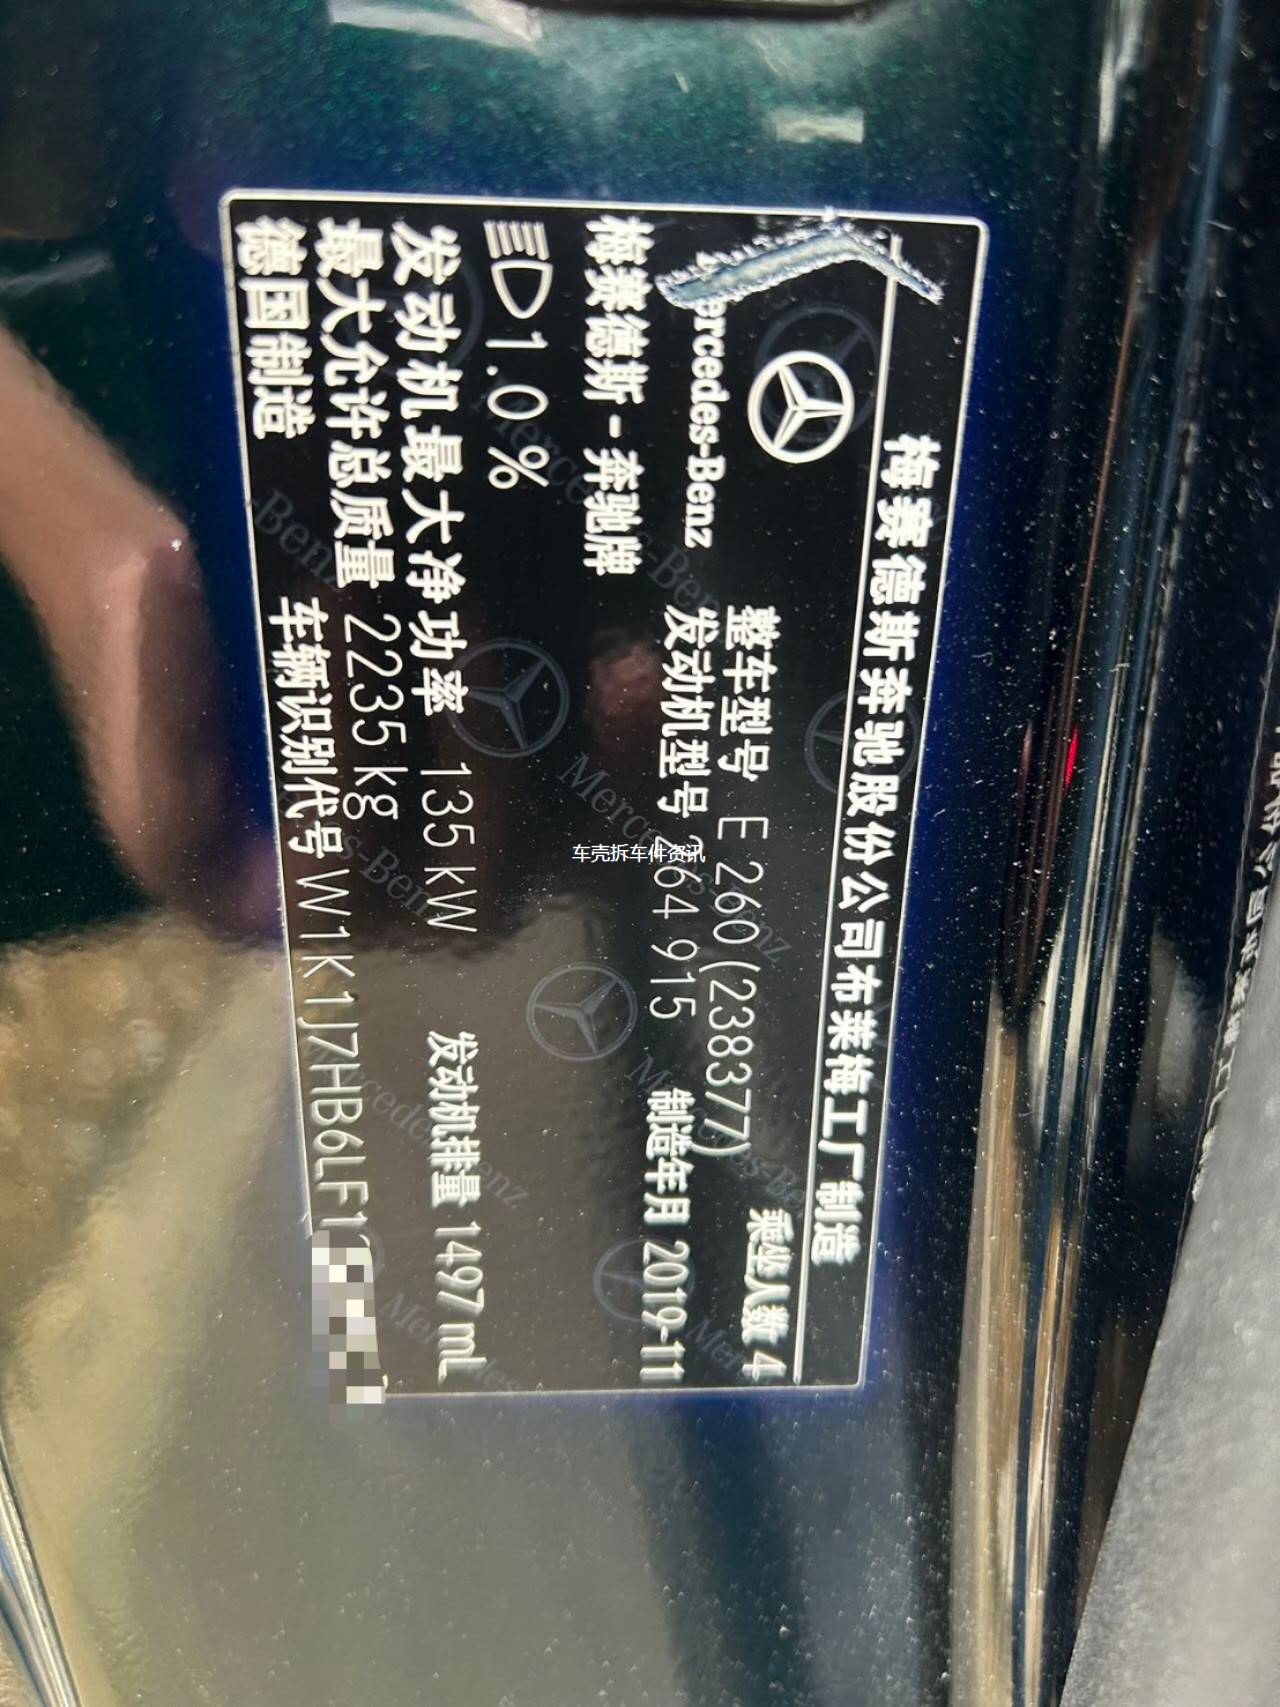 梅赛德斯奔驰股份公司布莱梅工厂制造
Mercedes-Benz
整车型号 E 260(238377)
乘坐人数 4
梅赛德斯-奔驰牌
发动机型号 264 915
制造年月 2019-11
1.0%
发动机最大净功率 135 kW
发动机排量 1497 mL
最大允许总质量 2235 kg
德国制造
车辆识别代号 W1K1J7HB6LF1
车壳拆车件资讯